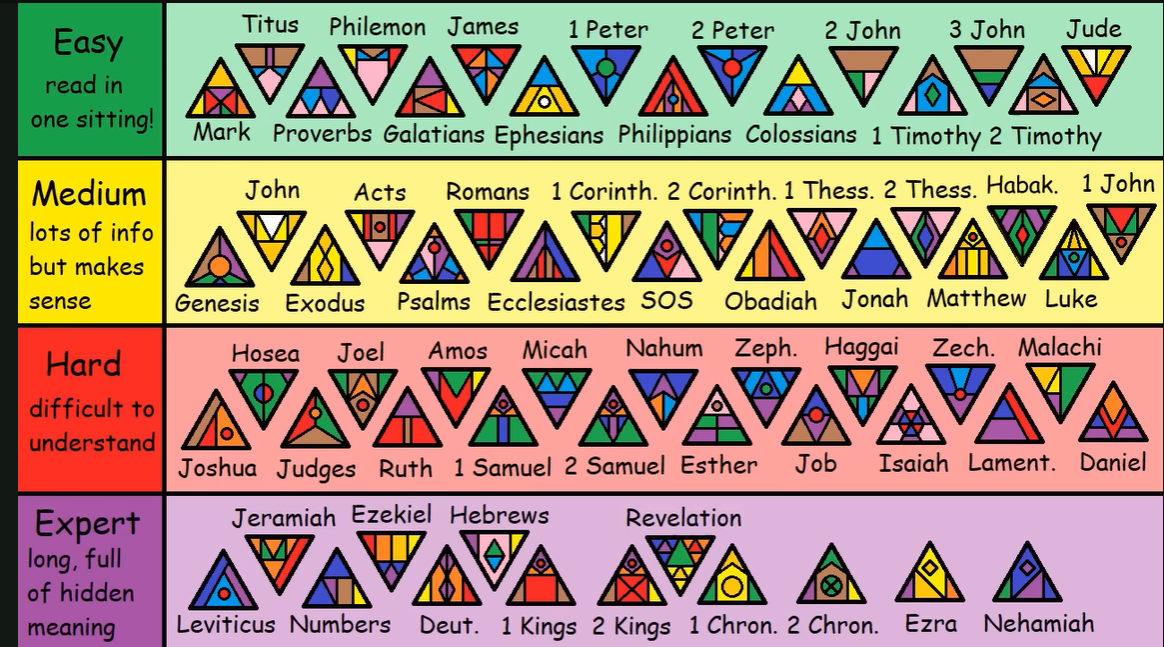 Easy
read in
one sitting!
Titus Philemon James 1 Peter 2 Peter 2 John 3 John Jude
Mark Proverbs Galatians Ephesians Philippians Colossians 1 Timothy 2 Timothy
Medium
lots of info
but makes
sense
John Acts Romans 1 Corinth. 2 Corinth. 1 Thess. 2 Thess. Habak. 1 John
Genesis Exodus Psalms Ecclesiastes SOS Obadiah Jonah Matthew Luke
Hard
difficult to
understand
Hosea Joel Amos Micah Nahum Zeph. Haggai Zech. Malachi
Joshua Judges Ruth 1 Samuel 2 Samuel Esther Job Isaiah Lament. Daniel
Expert
long, full
of hidden
meaning
Jeramiah Ezekiel Hebrews Revelation
Leviticus Numbers Deut. 1 Kings 2 Kings 1 Chron. 2 Chron. Ezra Nehamiah